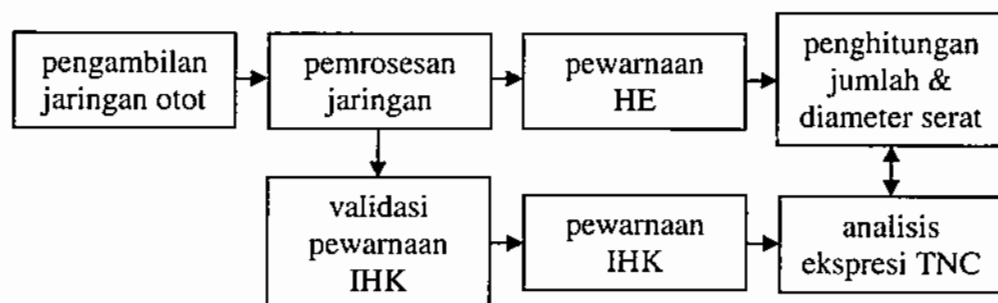 pengambilan
jaringan otot
pemrosesan
jaringan
pewarnaan
HE
penghitungan
jumlah &
diameter serat
validasi
pewarnaan
IHK
pewarnaan
IHK
analisis
ekspresi TNC